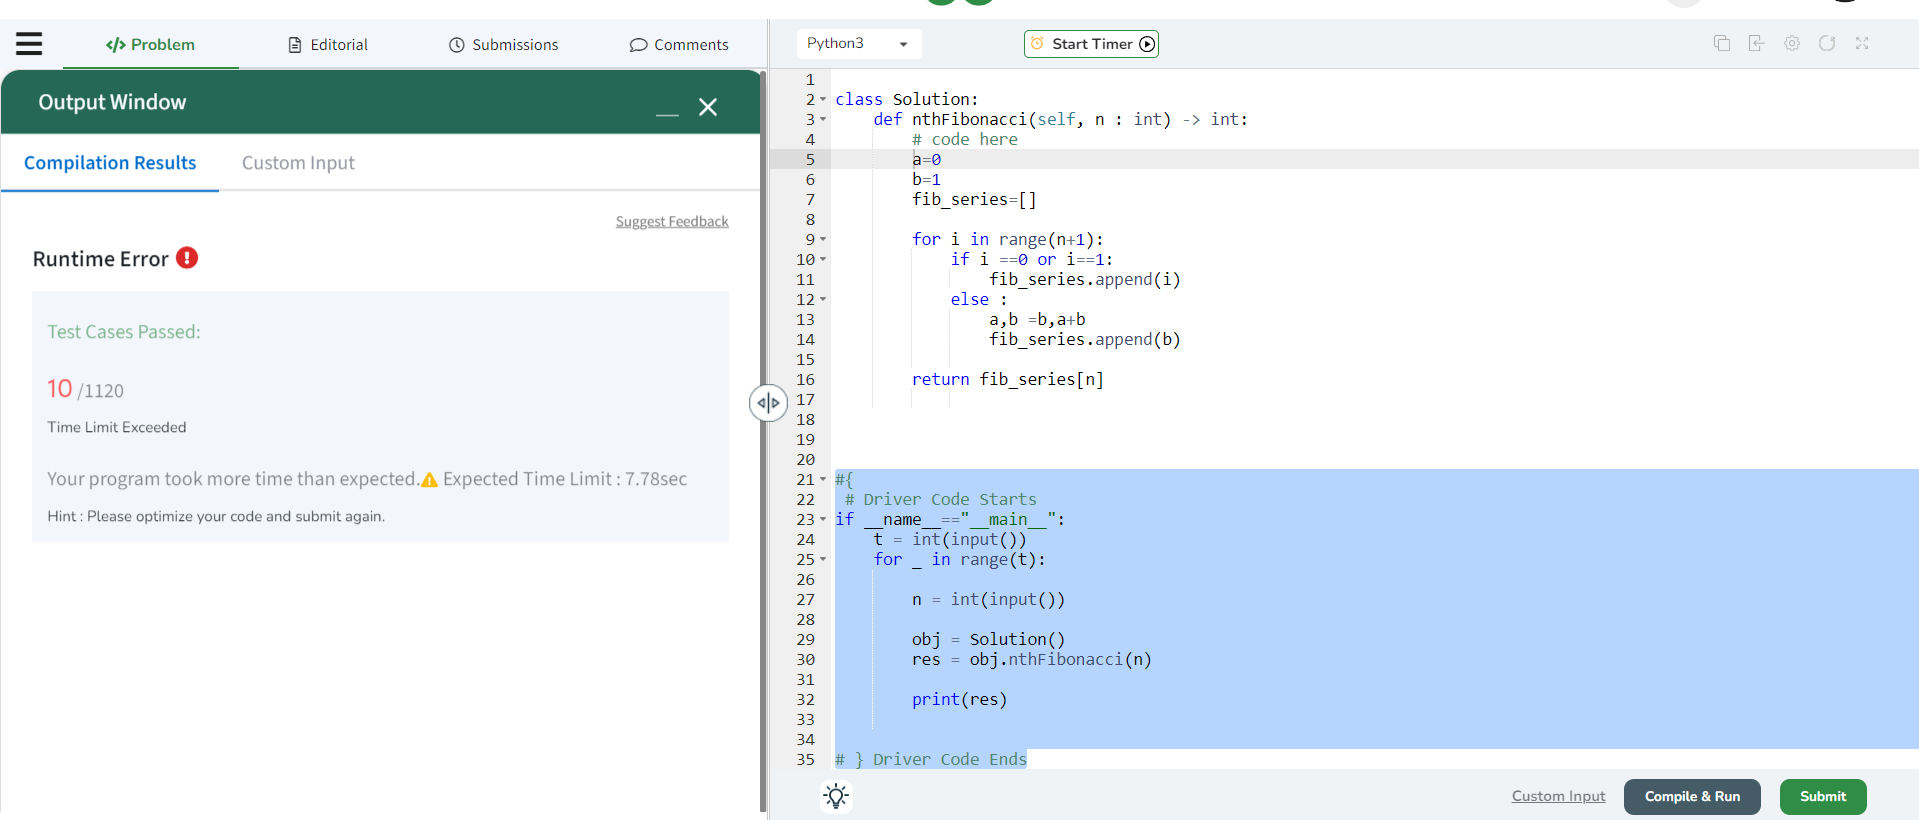 Problem
Editorial
Submissions
Comments
Python3
Start Timer
Output Window
Compilation Results
Custom Input
Suggest Feedback
Runtime Error
Test Cases Passed:
10 /1120
Time Limit Exceeded
Your program took more time than expected. Expected Time Limit : 7.78sec
Hint : Please optimize your code and submit again.
1
2 class Solution:
3     def nthFibonacci(self, n : int) -> int:
4         # code here
5         a=0
6         b=1
7         fib_series=[]
8
9         for i in range(n+1):
10             if i ==0 or i==1:
11                 fib_series.append(i)
12             else :
13                 a,b =b,a+b
14                 fib_series.append(b)
15
16         return fib_series[n]
17
18
19
20
21 #{
22  # Driver Code Starts
23 if __name__=="__main__":
24     t = int(input())
25     for _ in range(t):
26
27         n = int(input())
28
29         obj = Solution()
30         res = obj.nthFibonacci(n)
31
32         print(res)
33
34
35 # } Driver Code Ends
Custom Input
Compile & Run
Submit